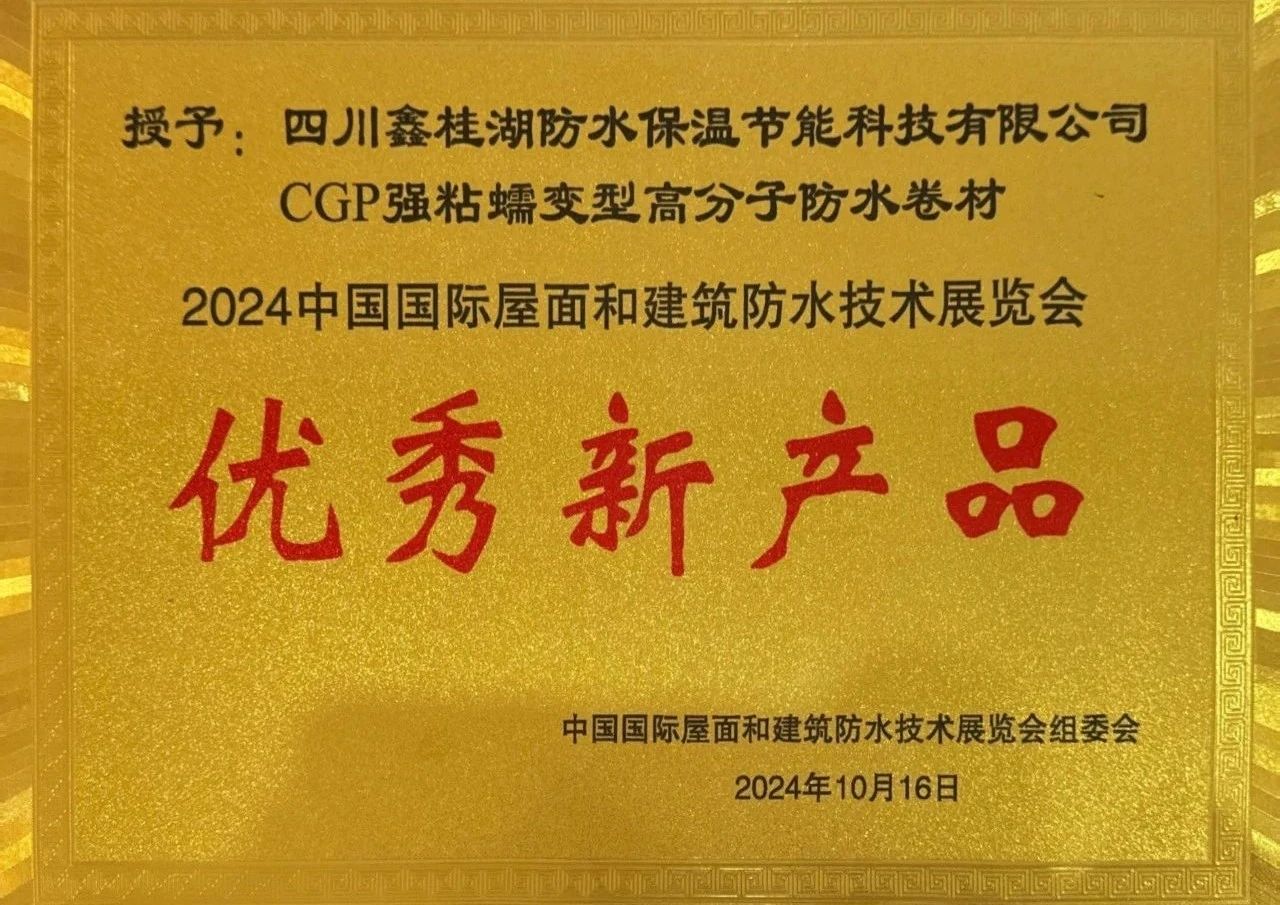 授予：四川鑫桂湖防水保温节能科技有限公司
CGP强粘蠕变型高分子防水卷材
2024中国国际屋面和建筑防水技术展览会
优秀新产品
中国国际屋面和建筑防水技术展览会组委会
2024年10月16日